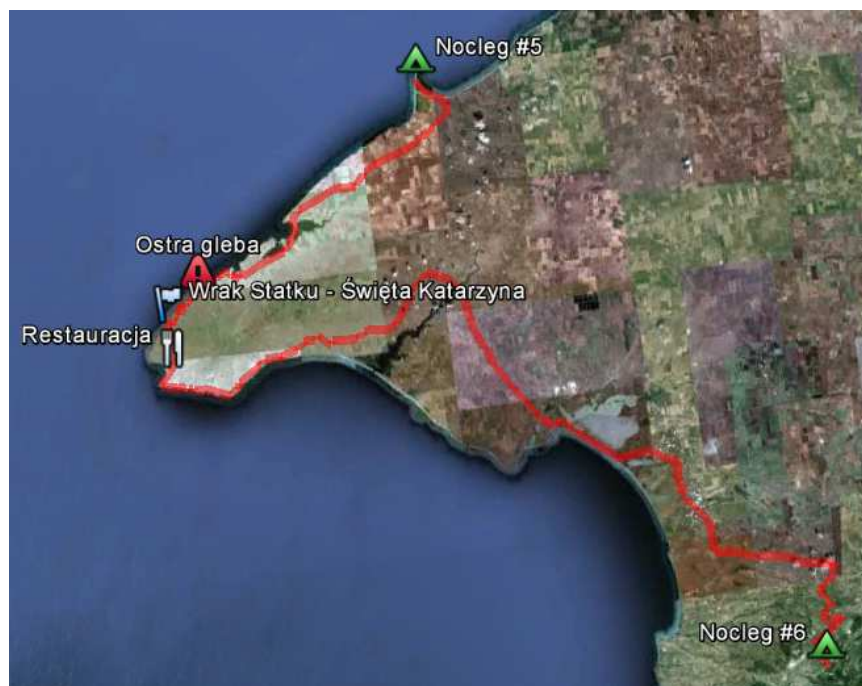 Nocleg #5
Ostra gleba
Wrak Statku - Święta Katarzyna
Restauracja
Nocleg #6